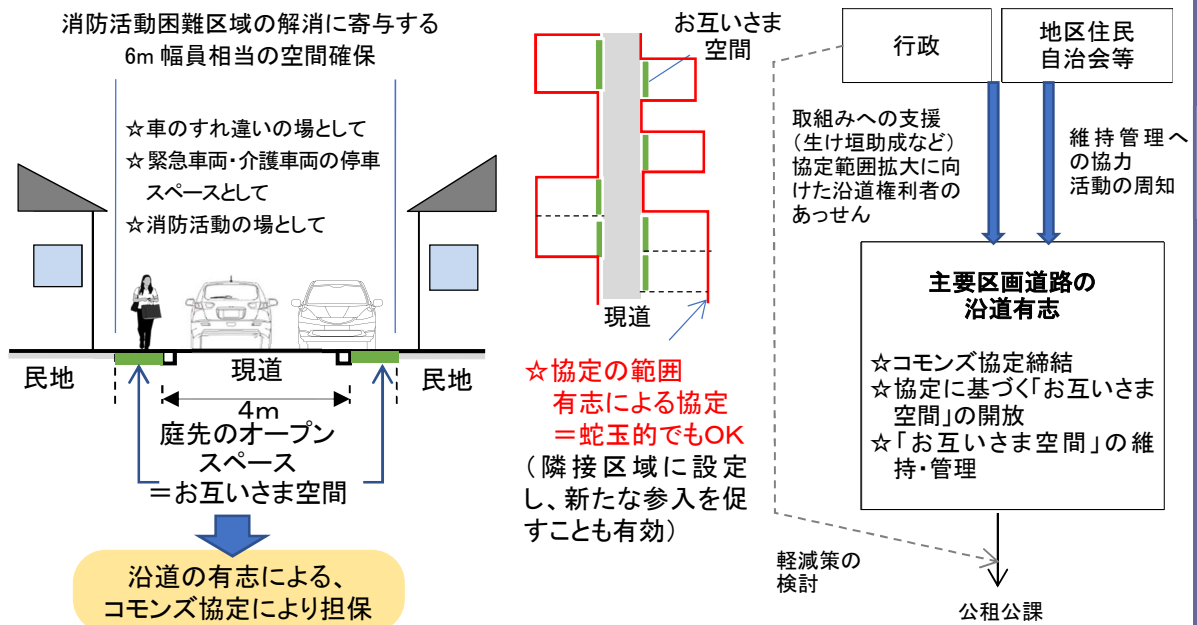 消防活動困難区域の解消に寄与する
6m 幅員相当の空間確保
☆車のすれ違いの場として
☆緊急車両・介護車両の停車
スペースとして
☆消防活動の場として
民地
現道
民地
4m
庭先のオープン
スペース
＝お互いさま空間
沿道の有志による、
コモンズ協定により担保
お互いさま
空間
現道
☆協定の範囲
有志による協定
＝蛇玉的でもOK
（隣接区域に設定
し、新たな参入を促
すことも有効）
行政
地区住民
自治会等
取組みへの支援
（生け垣助成など）
協定範囲拡大に向
けた沿道権利者の
あっせん
維持管理へ
の協力
活動の周知
主要区画道路の
沿道有志
☆コモンズ協定締結
☆協定に基づく「お互いさま
空間」の開放
☆「お互いさま空間」の維
持・管理
軽減策の
検討
公租公課